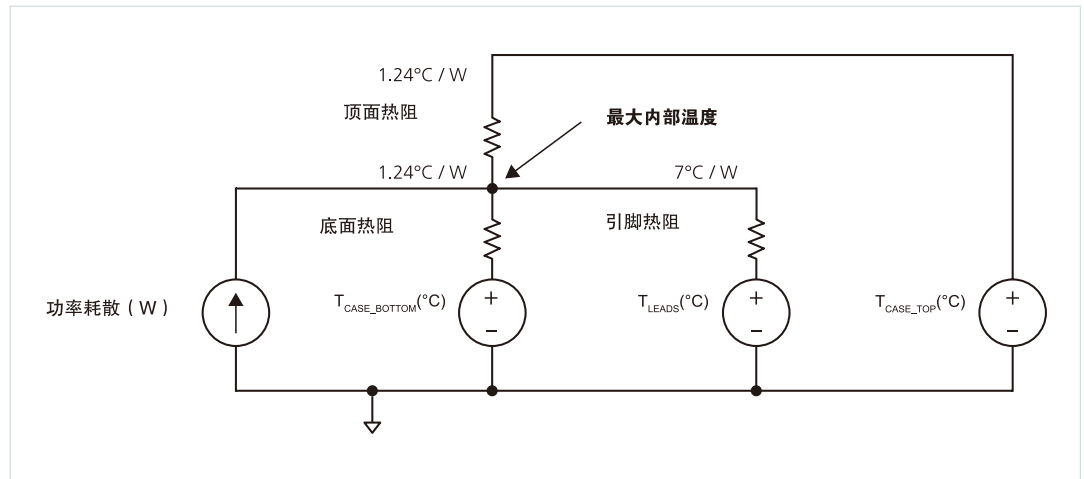 1.24°C / W
顶面热阻
最大内部温度
1.24°C / W
7°C / W
底面热阻
引脚热阻
功率耗散 ( W )
TCASE_BOTTOM(°C)
+
−
TLEADS(°C)
+
−
TCASE_TOP(°C)
+
−